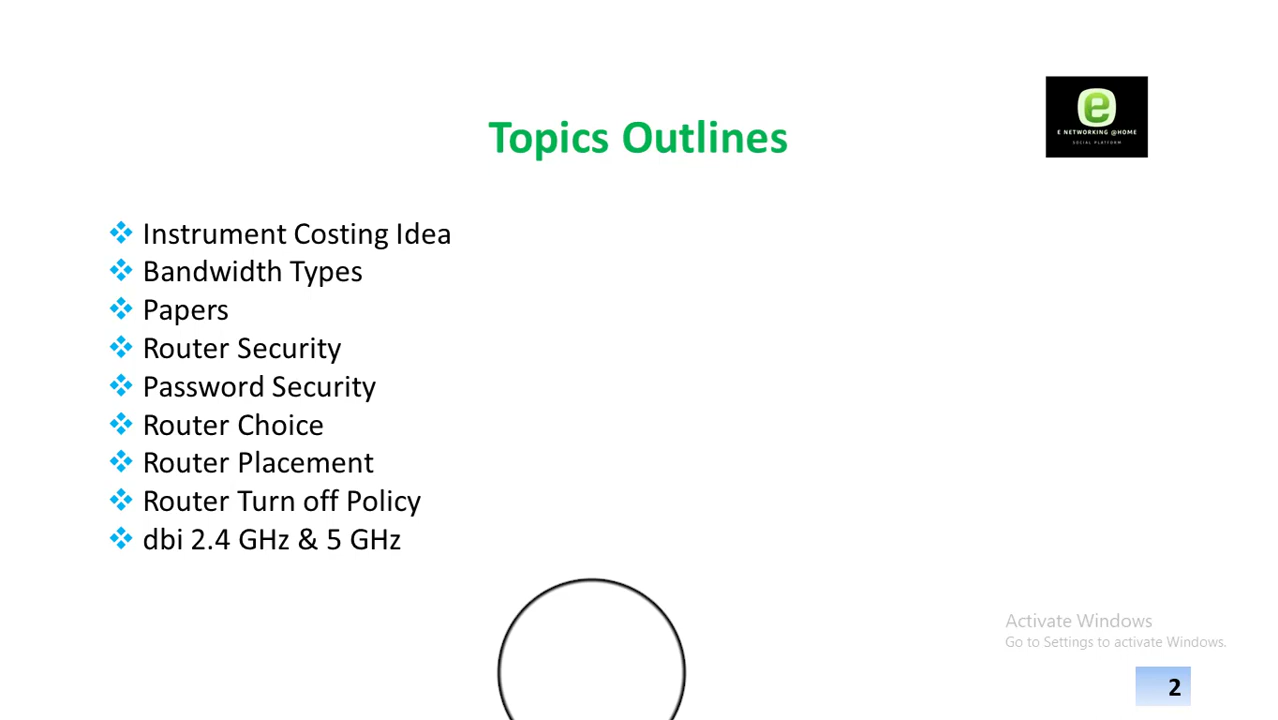 e
E NETWORKING @HOME
SOCIAL PLATFORM
Topics Outlines
Instrument Costing Idea
Bandwidth Types
Papers
Router Security
Password Security
Router Choice
Router Placement
Router Turn off Policy
dbi 2.4 GHz & 5 GHz
Activate Windows
Go to Settings to activate Windows.
2